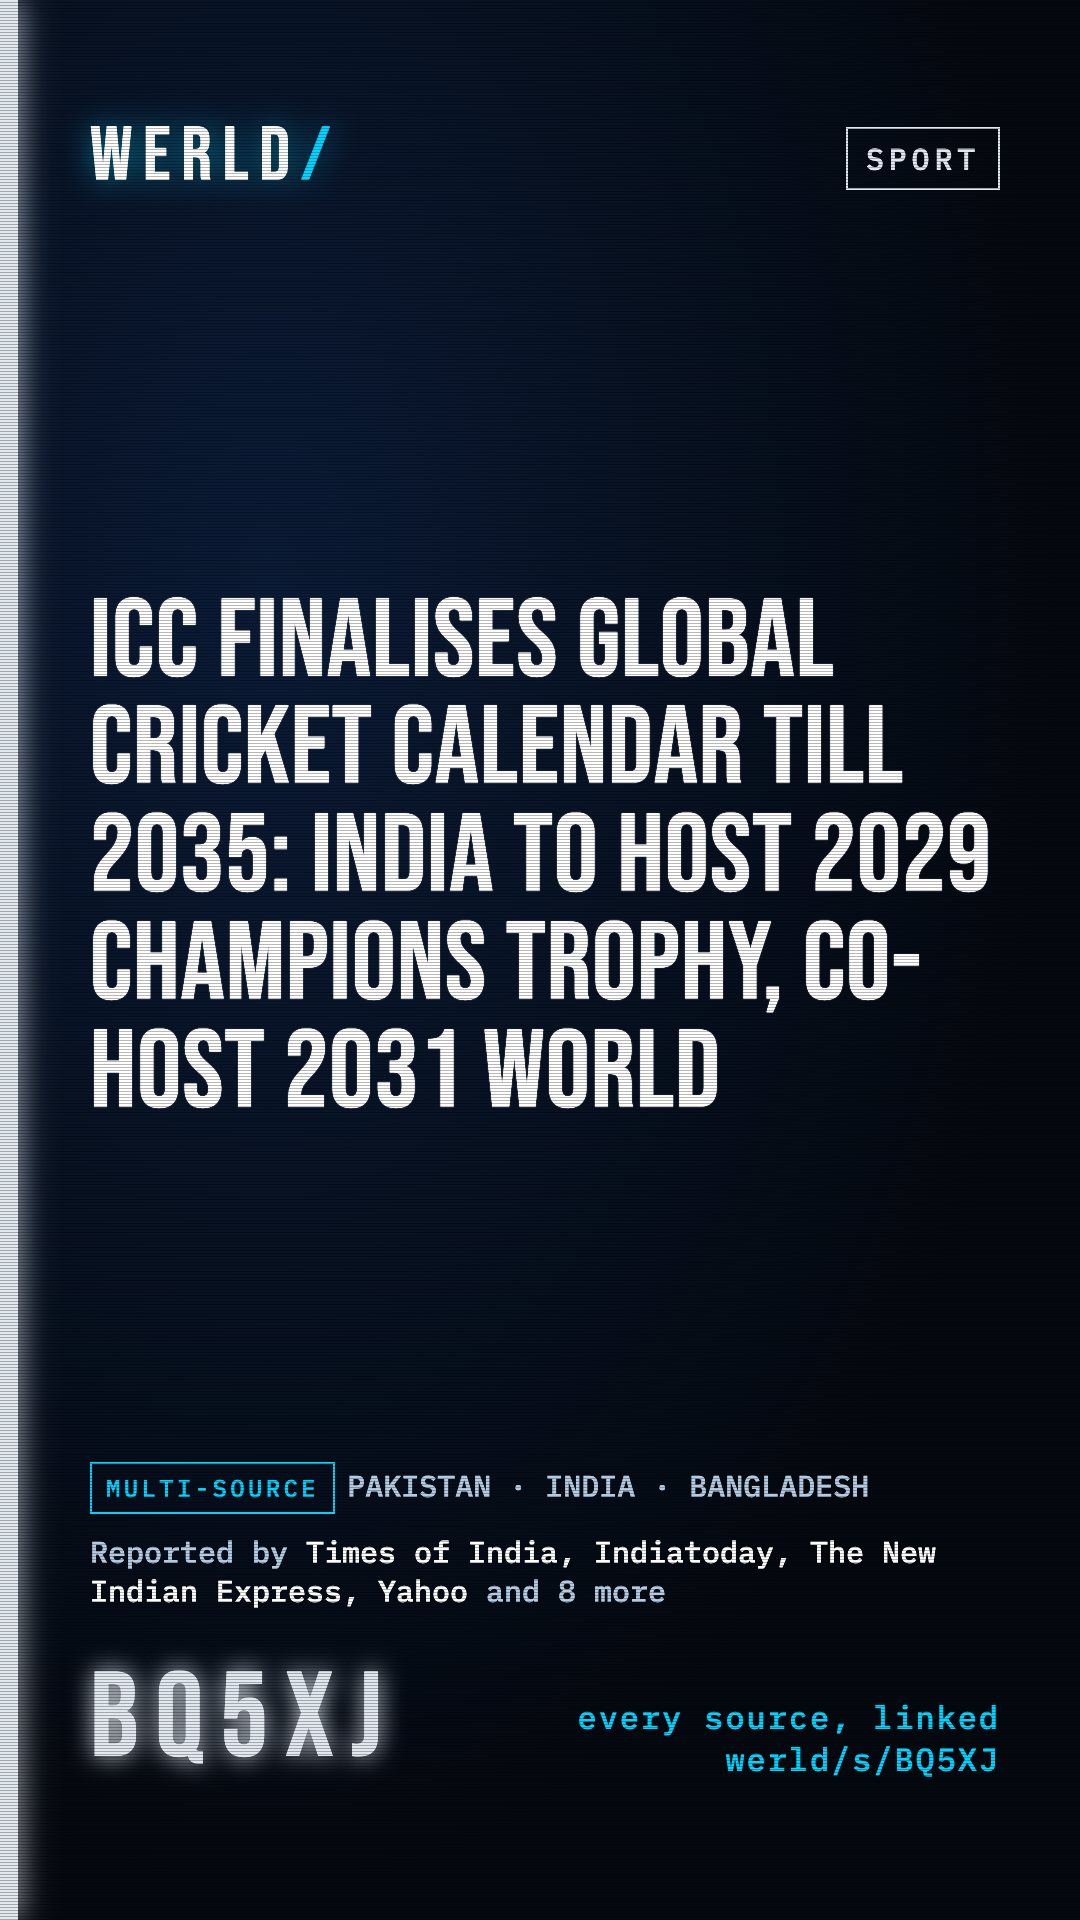 WERLD/
SPORT
ICC FINALISES GLOBAL
CRICKET CALENDAR TILL
2035: INDIA TO HOST 2029
CHAMPIONS TROPHY, CO-
HOST 2031 WORLD
MULTI-SOURCE PAKISTAN · INDIA · BANGLADESH
Reported by Times of India, Indiatoday, The New
Indian Express, Yahoo and 8 more
BQ5XJ
every source, linked
werld/s/BQ5XJ